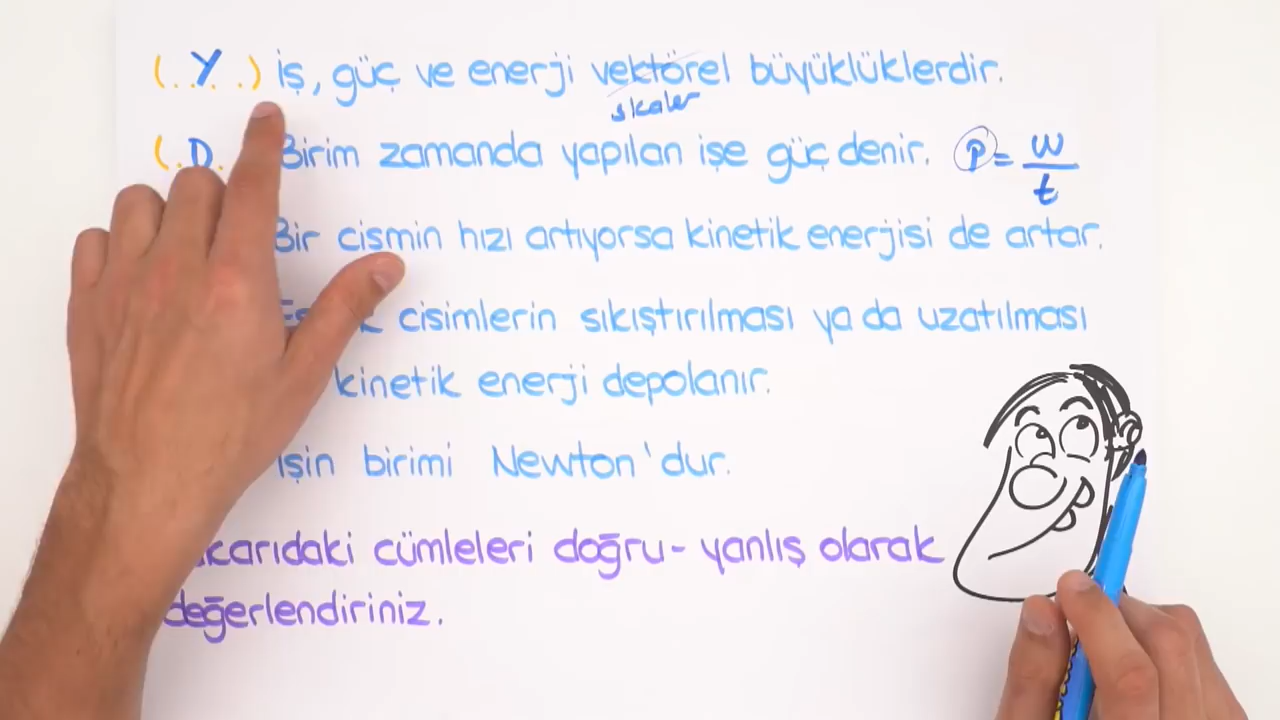 (. Y .) İş, güç ve enerji vektörel büyüklüklerdir.
skaler
(. D. Birim zamanda yapılan işe güç denir. P = w/t
Bir cismin hızı artıyorsa kinetik enerjisi de artar.
cisimlerin sıkıştırılması ya da uzatılması
kinetik enerji depolanır.
işin birimi Newton'dur.
cümleleri doğru - yanlış olarak
değerlendiriniz.